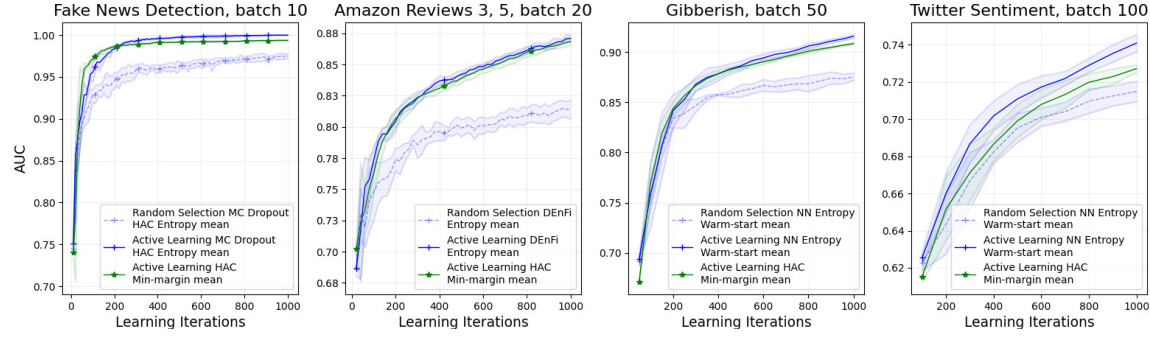 Fake News Detection, batch 10
AUC
1.00
0.95
0.90
0.85
0.80
0.75
0.70
Random Selection MC Dropout
HAC Entropy mean
Active Learning MC Dropout
HAC Entropy mean
Active Learning HAC
Min-margin mean
0 200 400 600 800 1000
Learning Iterations
Amazon Reviews 3, 5, batch 20
0.88
0.85
0.83
0.80
0.78
0.75
0.73
0.70
0.68
Random Selection DEnFi
Entropy mean
Active Learning DEnFi
Entropy mean
Active Learning HAC
Min-margin mean
0 200 400 600 800 1000
Learning Iterations
Gibberish, batch 50
0.90
0.85
0.80
0.75
0.70
Random Selection NN Entropy
Warm-start mean
Active Learning NN Entropy
Warm-start mean
Active Learning HAC
Min-margin mean
0 200 400 600 800 1000
Learning Iterations
Twitter Sentiment, batch 100
0.74
0.72
0.70
0.68
0.66
0.64
0.62
Random Selection NN Entropy
Warm-start mean
Active Learning NN Entropy
Warm-start mean
Active Learning HAC
Min-margin mean
0 200 400 600 800 1000
Learning Iterations